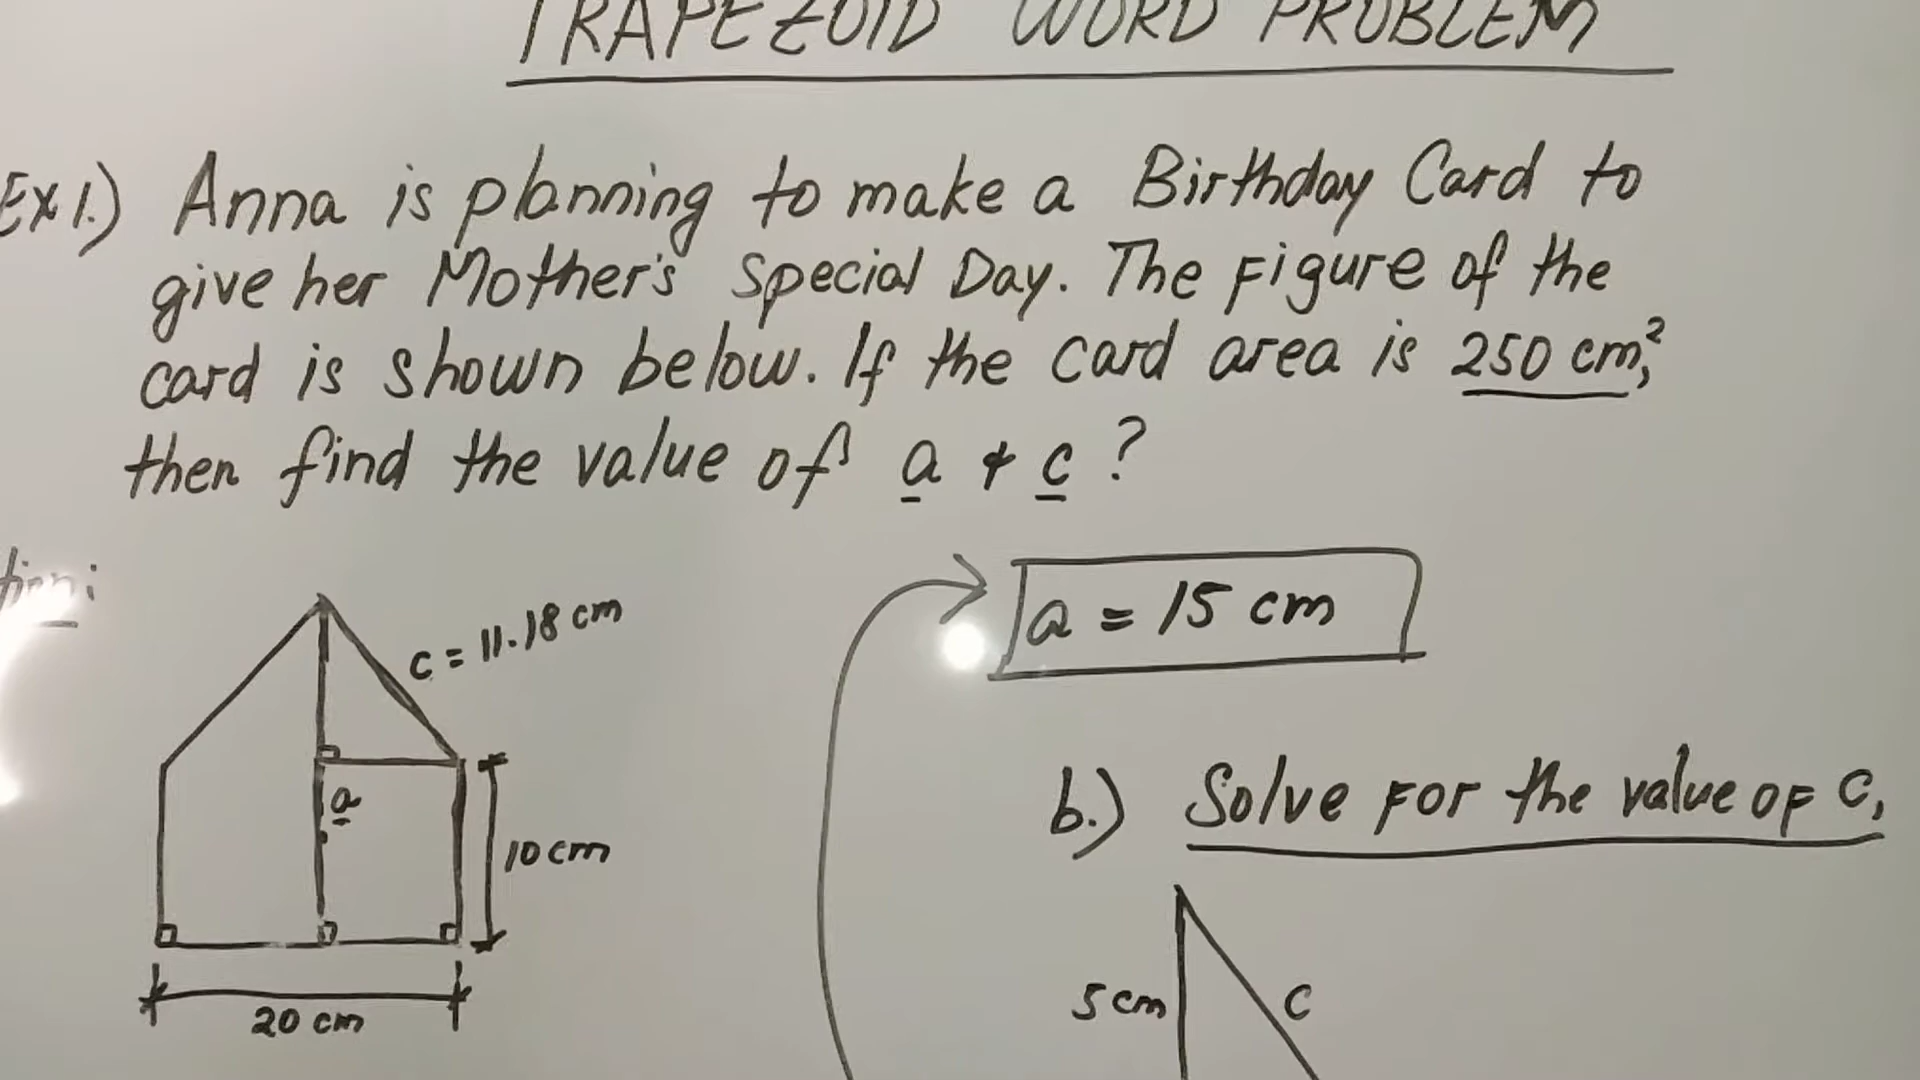 TRAPEZOID WORD PROBLEM
Ex 1.) Anna is planning to make a Birthday Card to
give her Mother's Special Day. The Figure of the
card is shown below. If the card area is 250 cm²,
then find the value of a & c?
c = 11.18 cm
a
10 cm
20 cm
a = 15 cm
b.) Solve For the value of C,
5 cm
C